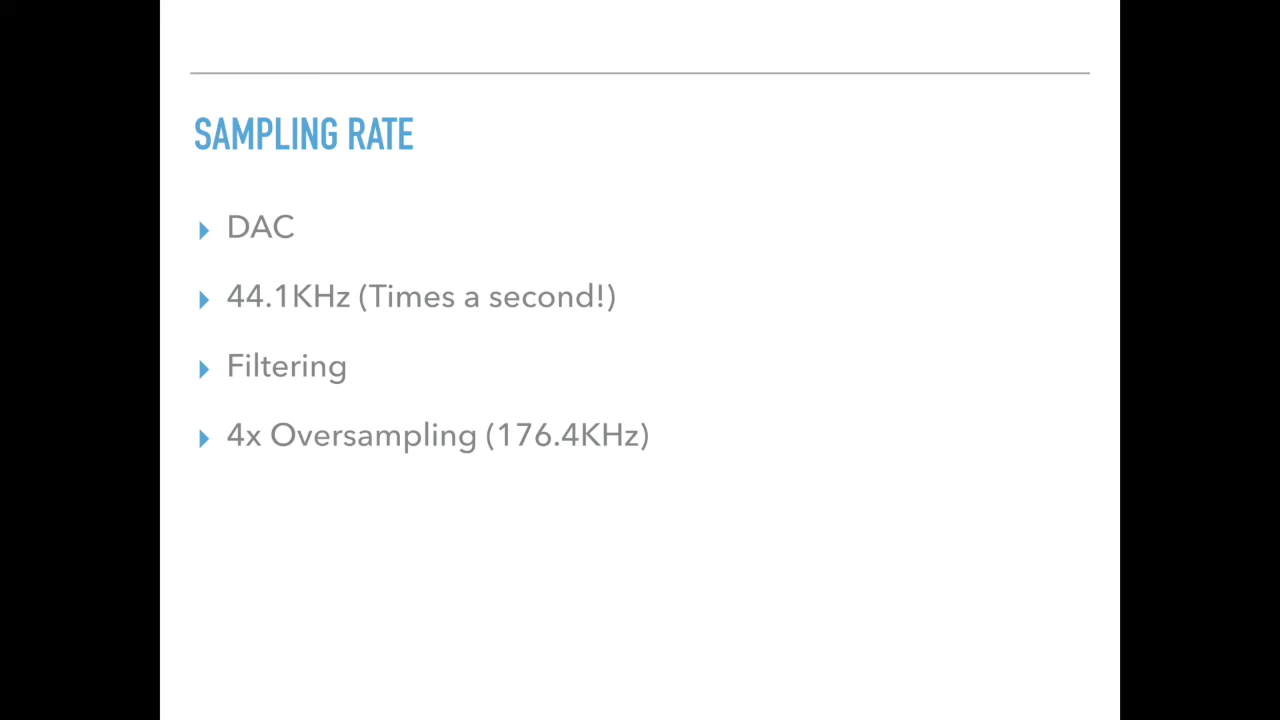 SAMPLING RATE
DAC
44.1KHz (Times a second!)
Filtering
4x Oversampling (176.4KHz)